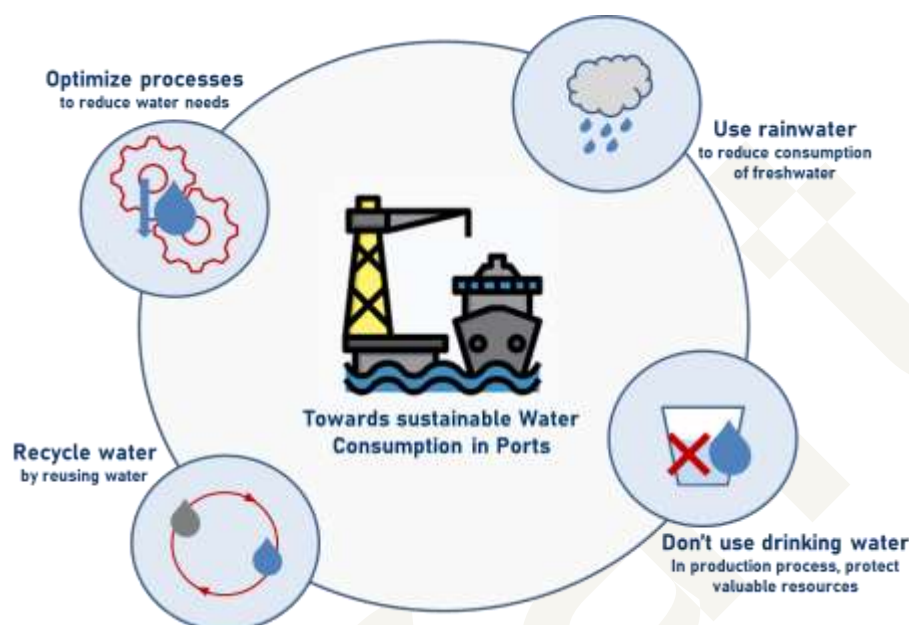 Optimize processes
to reduce water needs
Use rainwater
to reduce consumption
of freshwater
Towards sustainable Water
Consumption in Ports
Recycle water
by reusing water
Don't use drinking water
In production process, protect
valuable resources